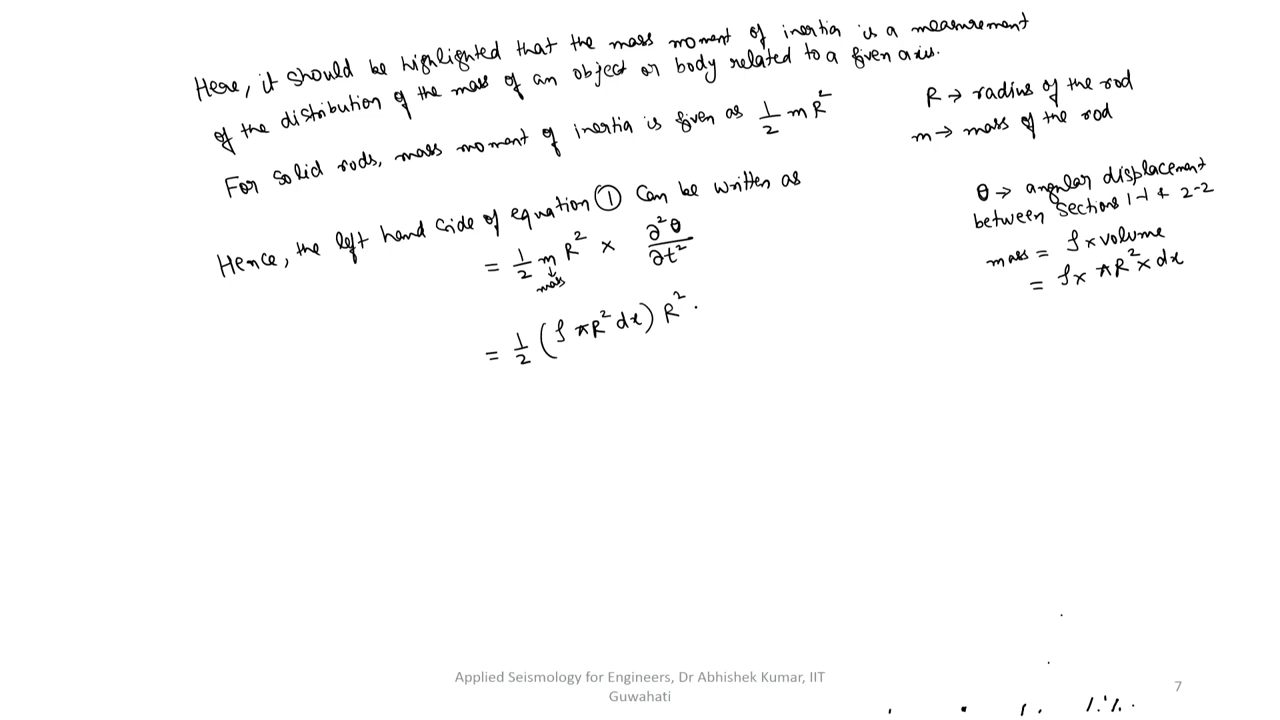 Here, it should be highlighted that the mass moment of inertia is a measurement
of the distribution of the mass of an object or body related to a given axis.
For solid rods, mass moment of inertia is given as 1/2 m R²
R → radius of the rod
m → mass of the rod
Hence, the left hand side of equation ① can be written as
= 1/2 m R² × ∂²θ/∂t²
mass
= 1/2 (ρ πR² dx) R² .
θ → angular displacement
between sections 1-1 & 2-2
mass = ρ × volume
= ρ × πR² × dx
Applied Seismology for Engineers, Dr Abhishek Kumar, IIT
Guwahati
7